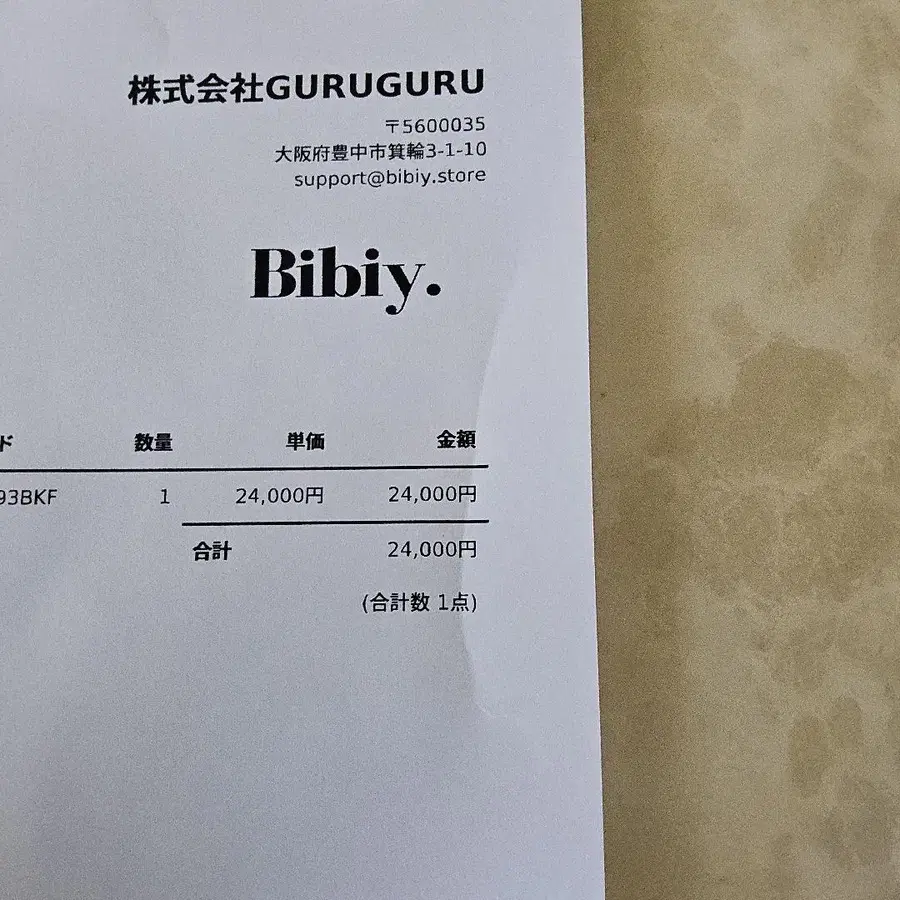 株式会社GURUGURU
〒5600035
大阪府豊中市箕輪3-1-10
support@bibiy.store
Bibiy.
ド 数量 単価 金額
93BKF 1 24,000円 24,000円
合計 24,000円
(合計数 1点)